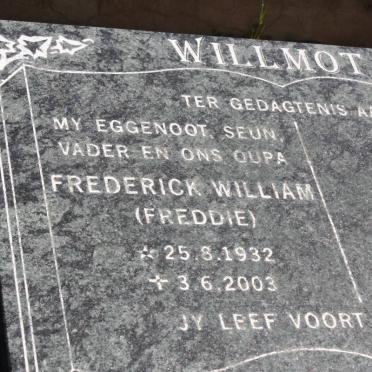 WILLMOT
TER GEDAGTENIS
MY EGGENOOT, SEUN,
VADER EN ONS OUPA
FREDERICK WILLIAM
(FREDDIE)
☆ 25.8.1932
✢ 3.6.2003
JY LEEF VOORT